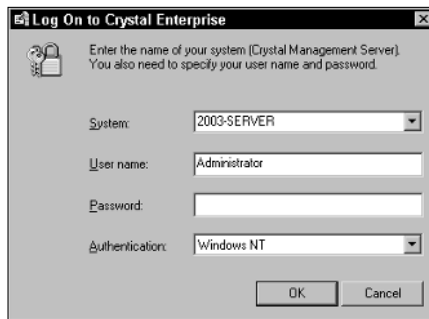 Log On to Crystal Enterprise
Enter the name of your system (Crystal Management Server).
You also need to specify your user name and password.
System:
2003-SERVER
User name:
Administrator
Password:
Authentication:
Windows NT
OK
Cancel